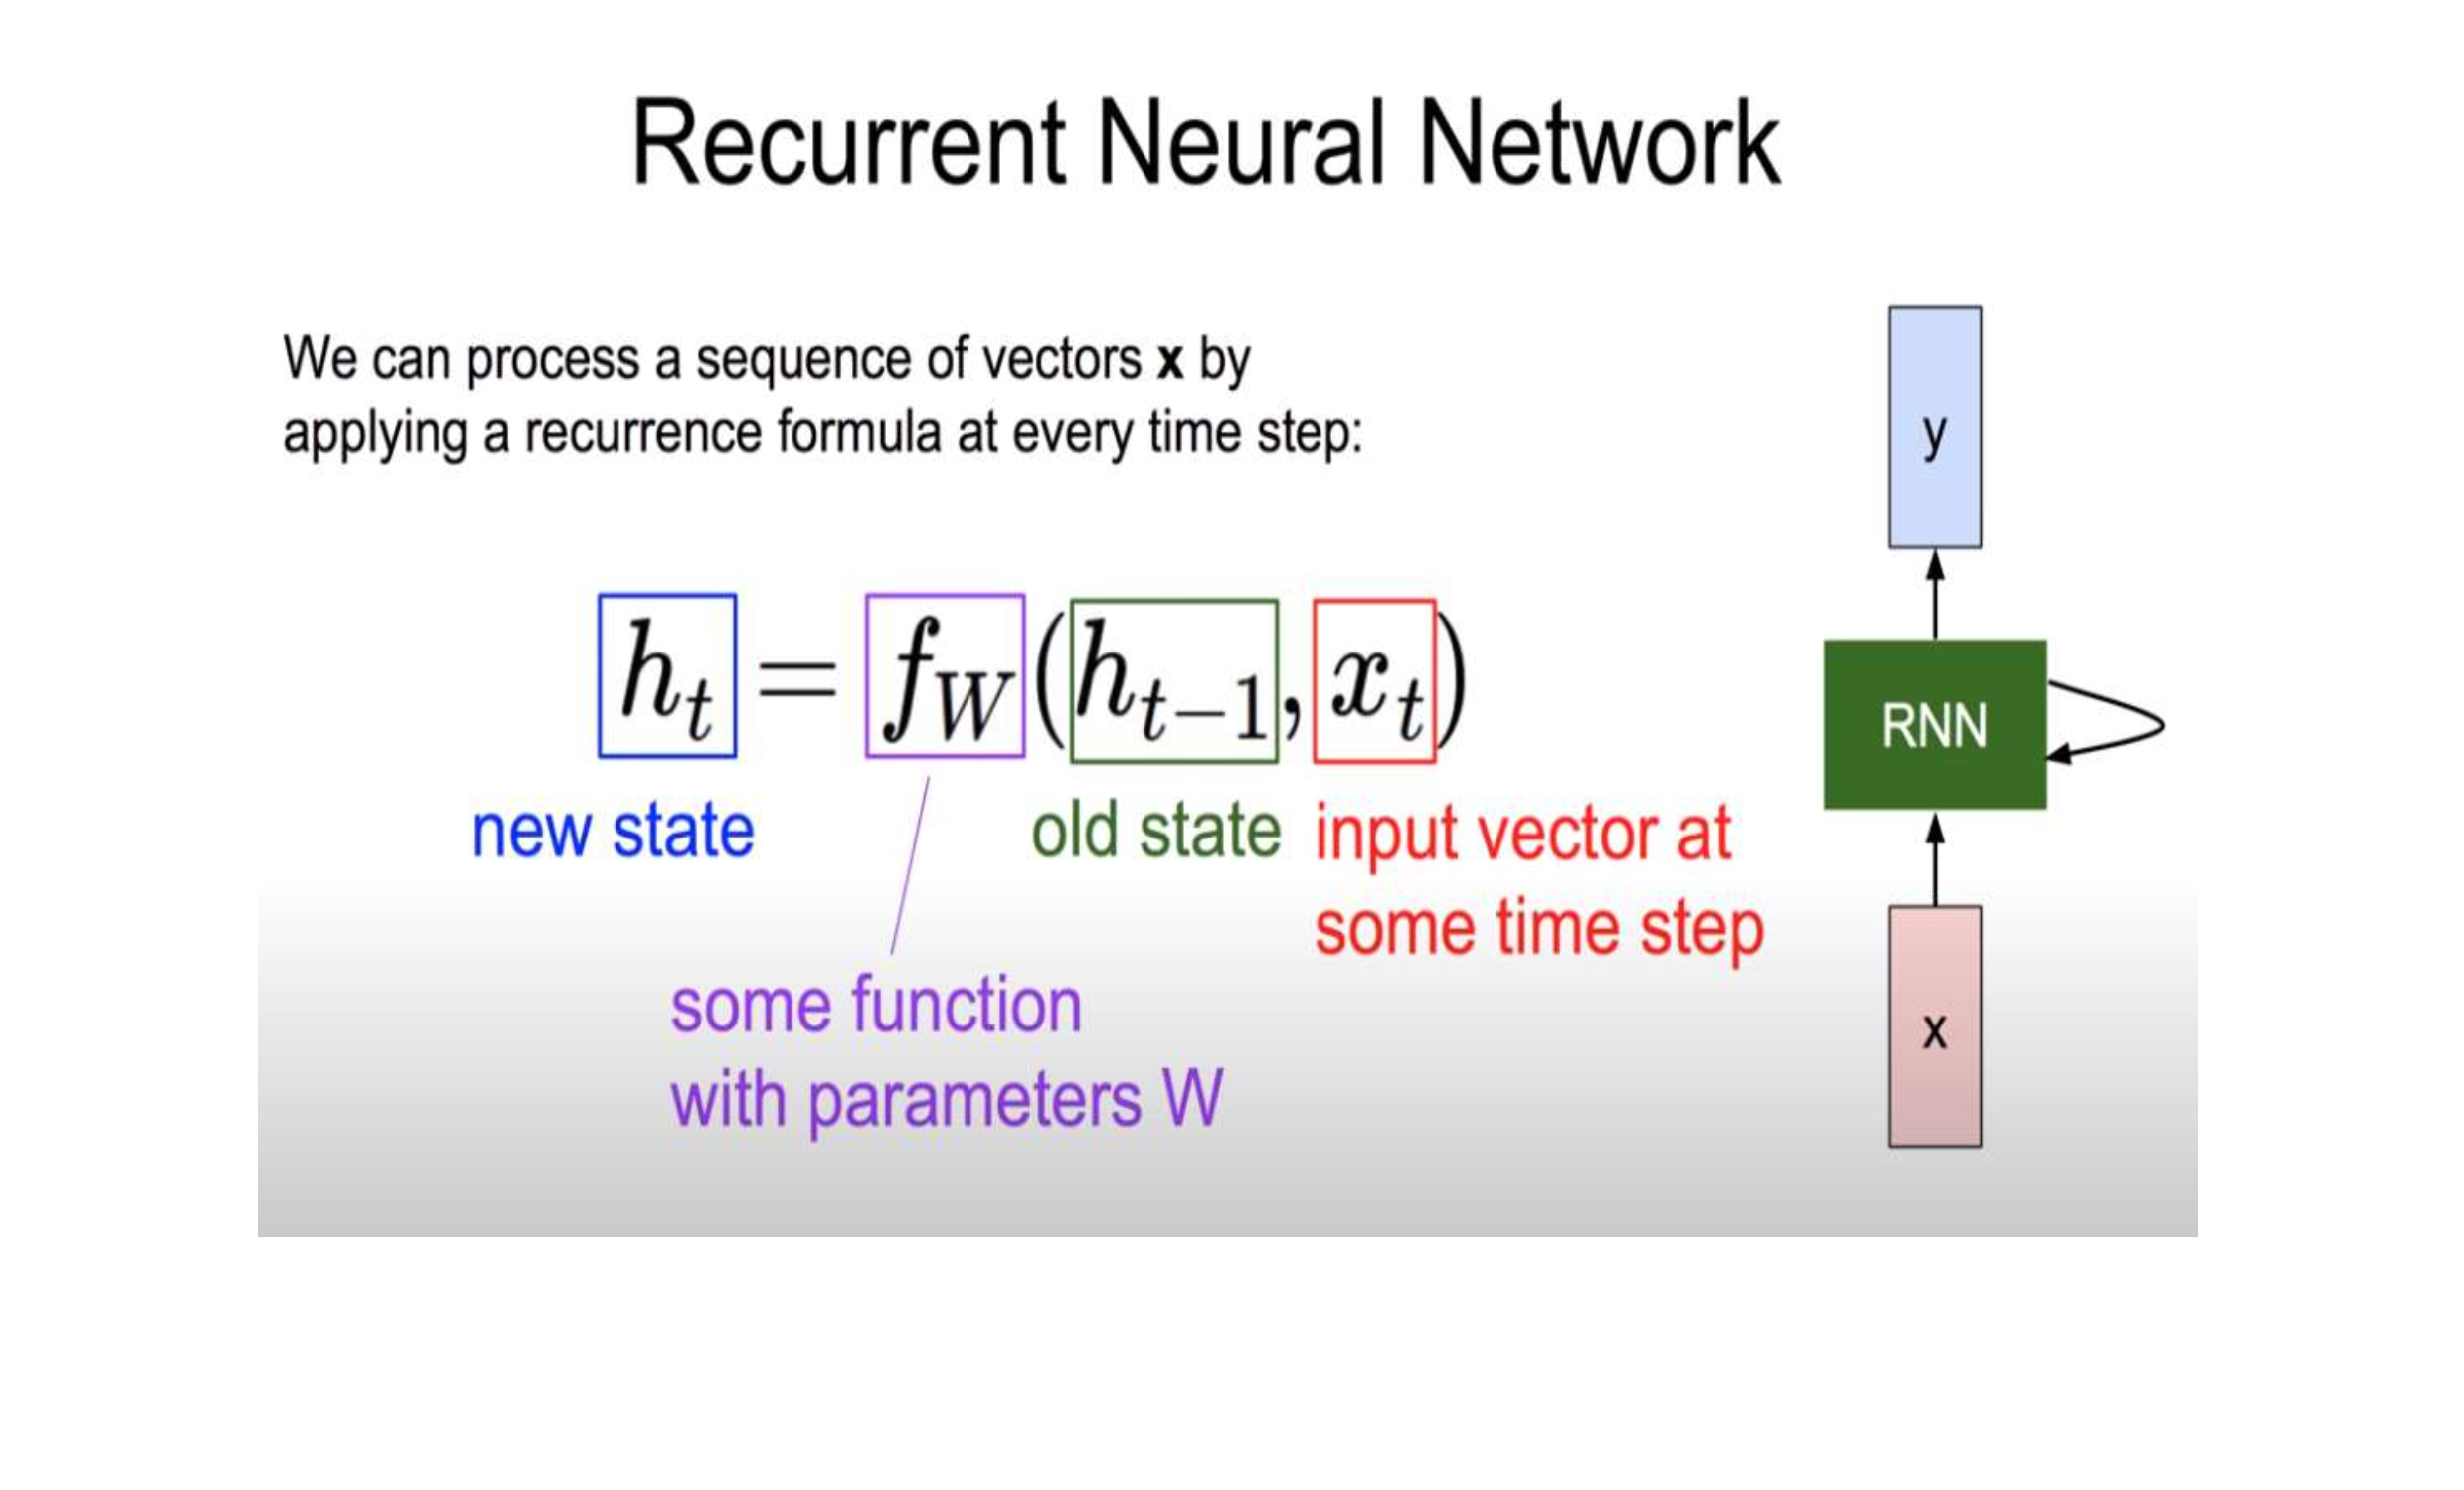 Recurrent Neural Network
We can process a sequence of vectors x by
applying a recurrence formula at every time step:
h_t = f_W(h_{t-1}, x_t)
new state
old state
input vector at
some time step
some function
with parameters W
y
RNN
x